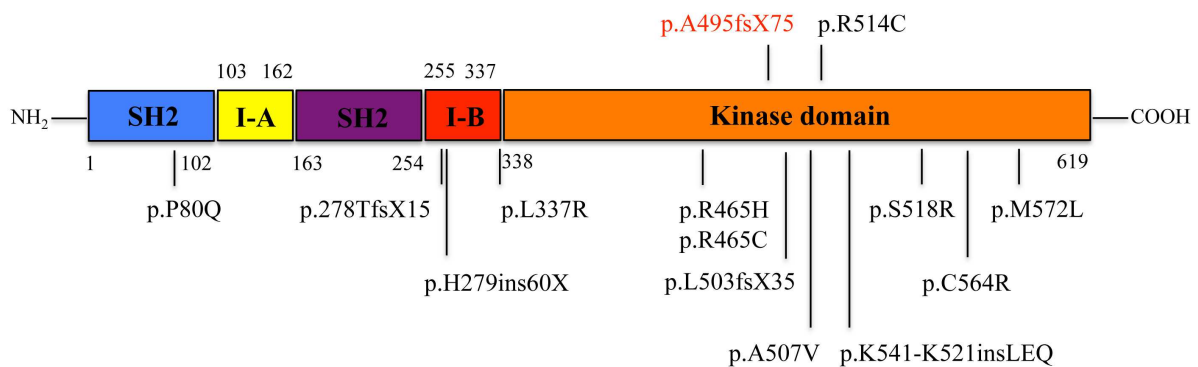 p.A495fsX75 p.R514C
103 162 255 337
NH2 SH2 I-A SH2 I-B Kinase domain COOH
1 102 163 254 338 619
p.P80Q p.278TfsX15 p.L337R p.R465H p.S518R p.M572L
p.R465C
p.H279ins60X p.L503fsX35 p.C564R
p.A507V p.K541-K521insLEQ